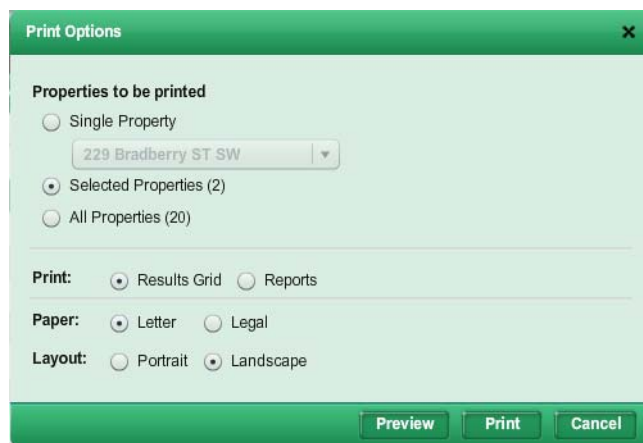 Print Options
Properties to be printed
Single Property
229 Bradberry ST SW
Selected Properties (2)
All Properties (20)
Print: Results Grid Reports
Paper: Letter Legal
Layout: Portrait Landscape
Preview Print Cancel